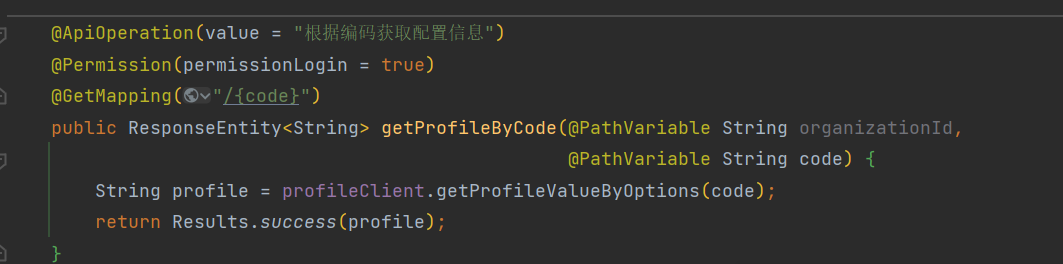 @ApiOperation(value = "根据编码获取配置信息")
@Permission(permissionLogin = true)
@GetMapping("/{code}")
public ResponseEntity<String> getProfileByCode(@PathVariable String organizationId,
@PathVariable String code) {
String profile = profileClient.getProfileValueByOptions(code);
return Results.success(profile);
}